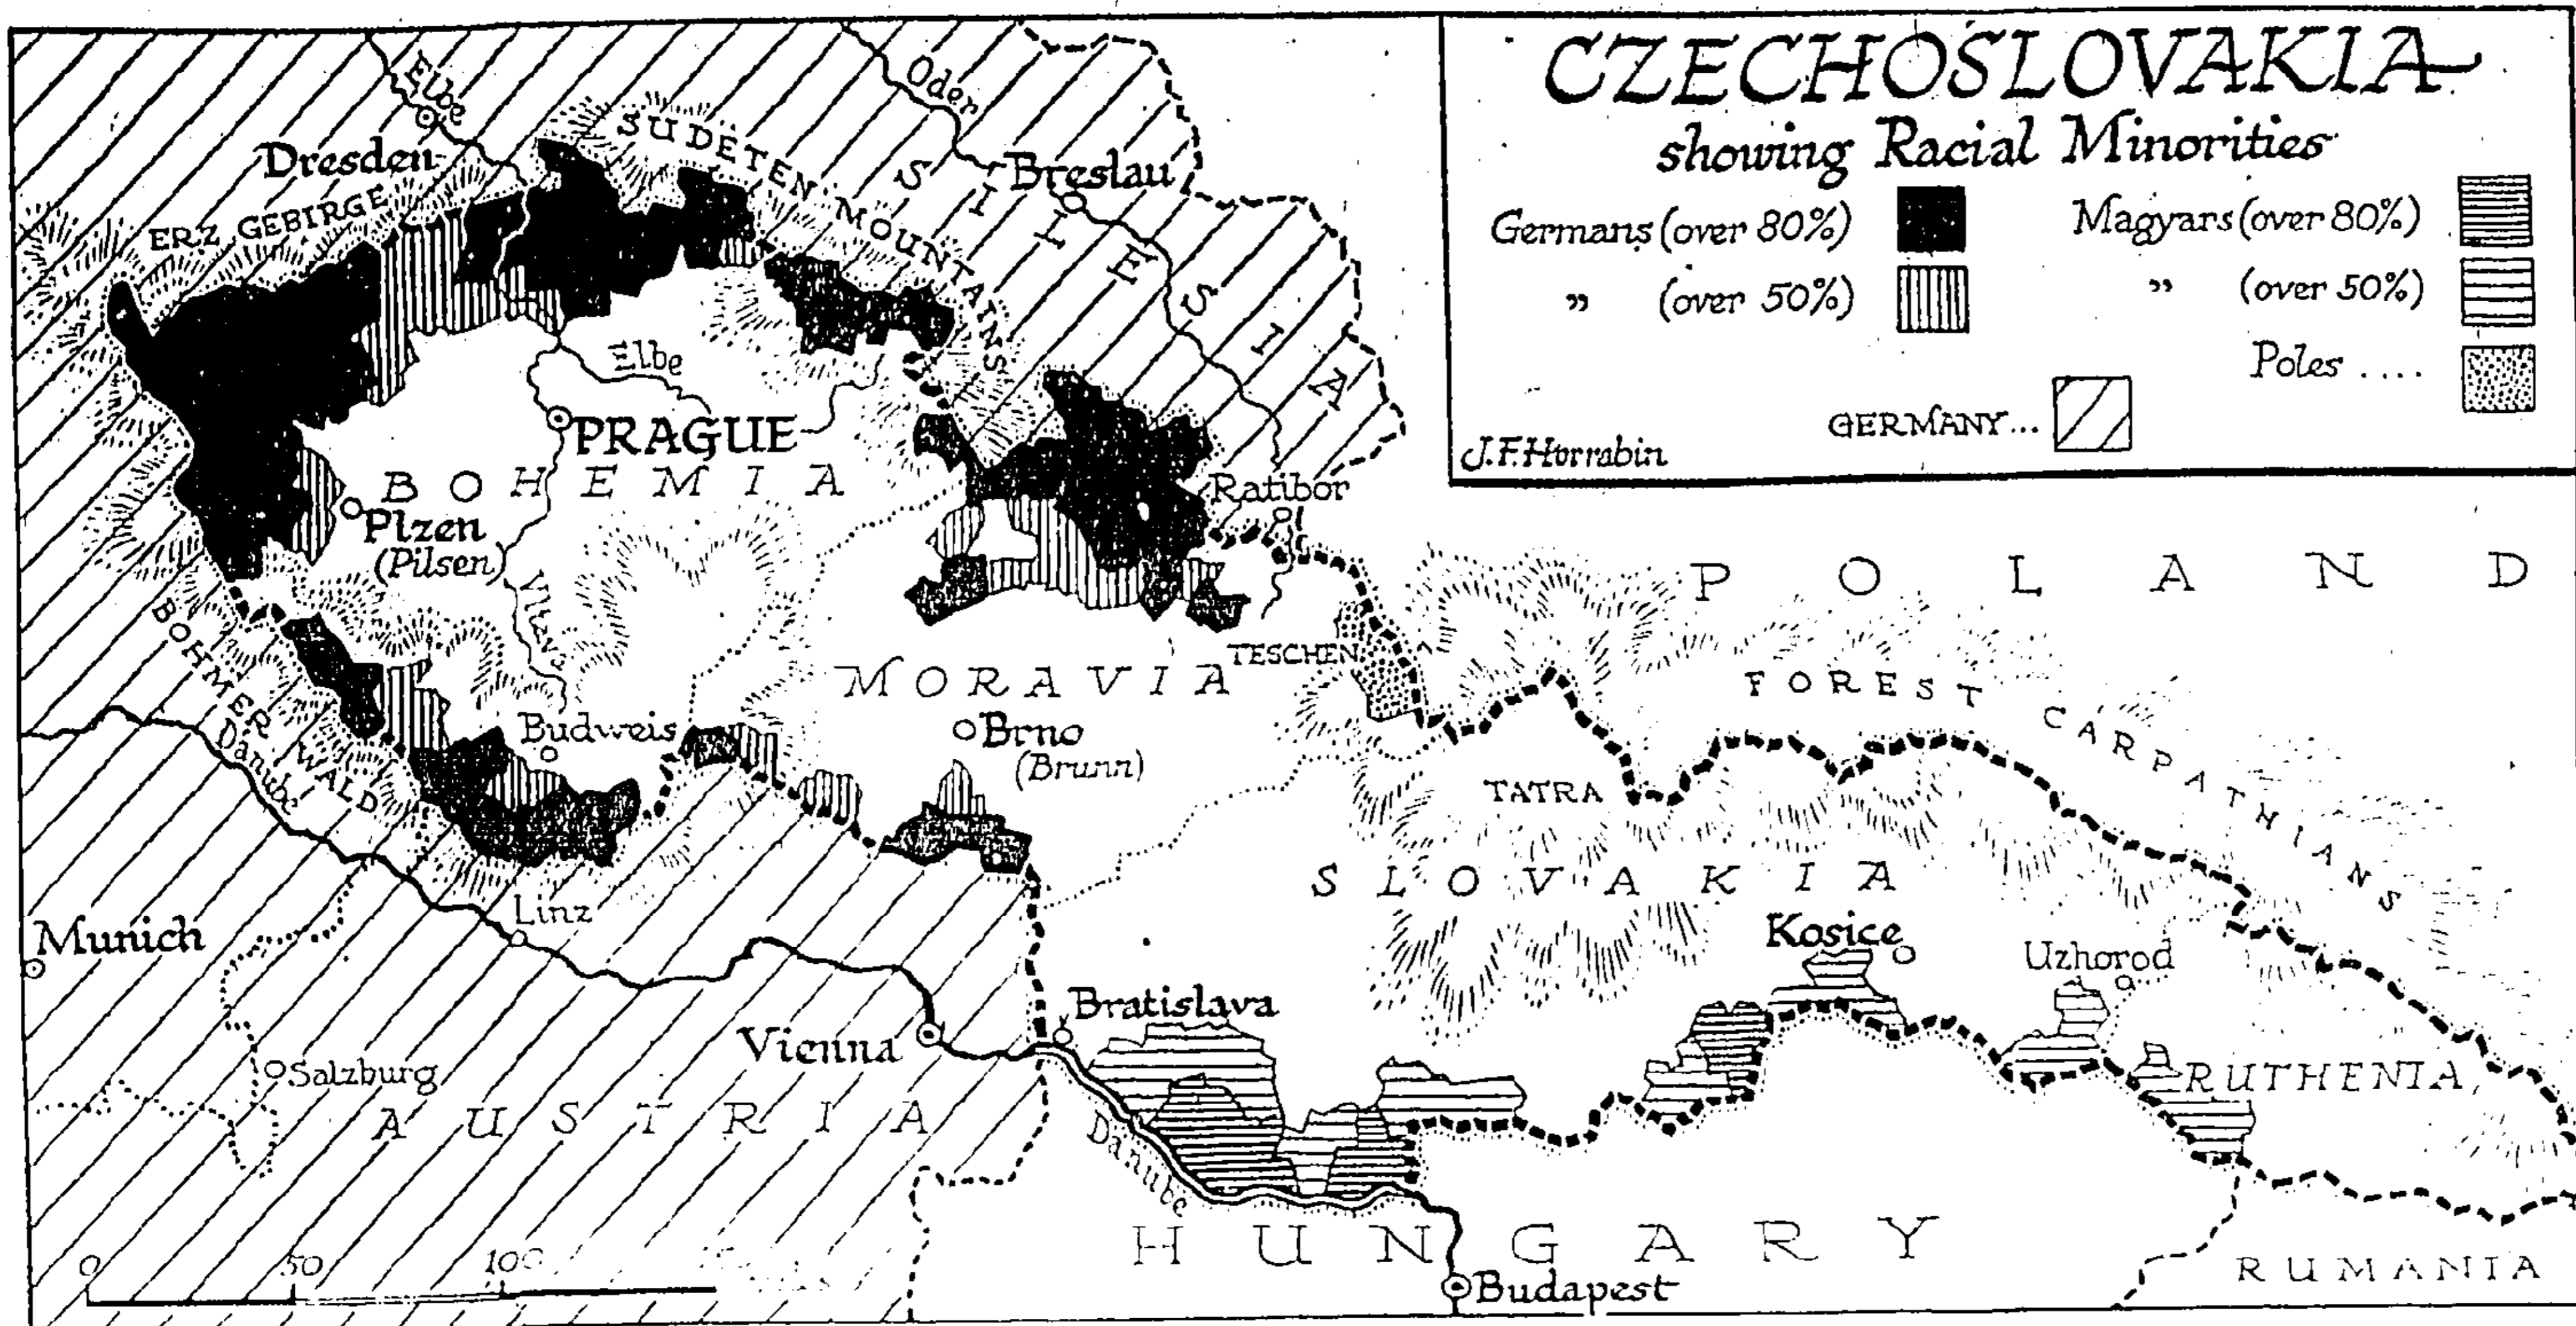 CZECHOSLOVAKIA
showing Racial Minorities
Germans (over 80%)
" (over 50%)
Magyars (over 80%)
" (over 50%)
Poles ....
GERMANY...
J.F.Horrabin
Elbe
Oder
Dresden
SUDETEN MOUNTAINS
ERZ GEBIRGE
SILESIA
Breslau
Elbe
PRAGUE
BOHEMIA
Plzen
(Pilsen)
Ratibor
POLAND
BOHMER WALD
TESCHEN
MORAVIA
FOREST CARPATHIANS
Danube
Budweis
Brno
(Brunn)
TATRA
SLOVAKIA
Linz
Munich
Kosice
Uzhorod
Bratislava
Vienna
Salzburg
RUTHENIA
AUSTRIA
Danube
HUNGARY
0 50 100
Budapest
RUMANIA